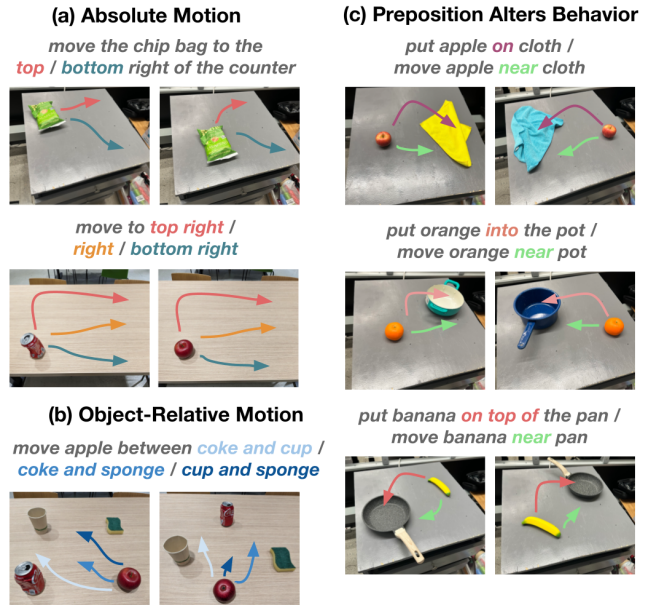 (a) Absolute Motion
move the chip bag to the
top / bottom right of the counter
move to top right /
right / bottom right
(b) Object-Relative Motion
move apple between coke and cup /
coke and sponge / cup and sponge
(c) Preposition Alters Behavior
put apple on cloth /
move apple near cloth
put orange into the pot /
move orange near pot
put banana on top of the pan /
move banana near pan